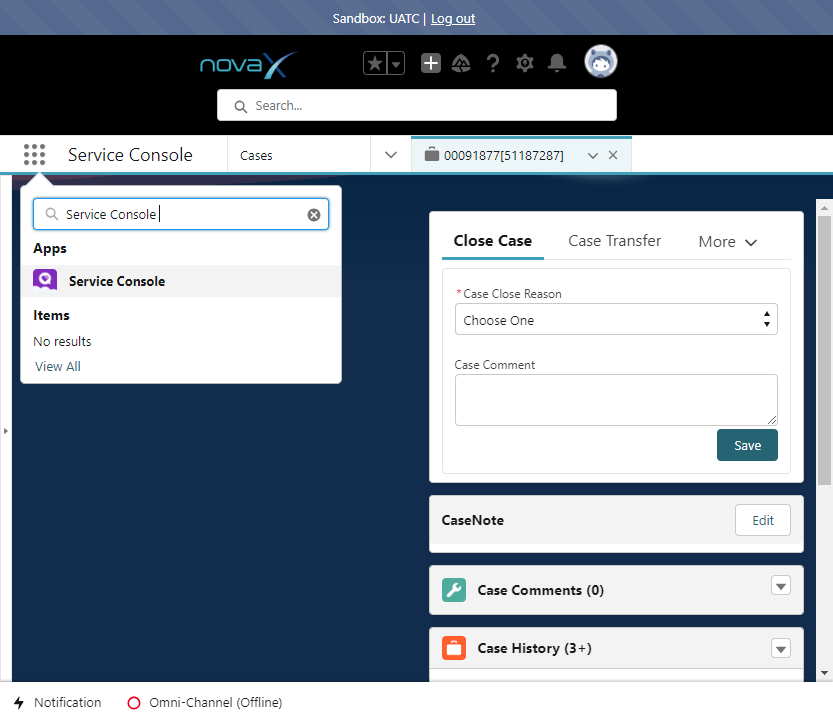 Sandbox: UATC | Log out
novaX
Search...
Service Console
Cases
00091877[51187287]
Service Console
Apps
Service Console
Items
No results
View All
Close Case
Case Transfer
More
*Case Close Reason
Choose One
Case Comment
Save
CaseNote
Edit
Case Comments (0)
Case History (3+)
Notification
Omni-Channel (Offline)